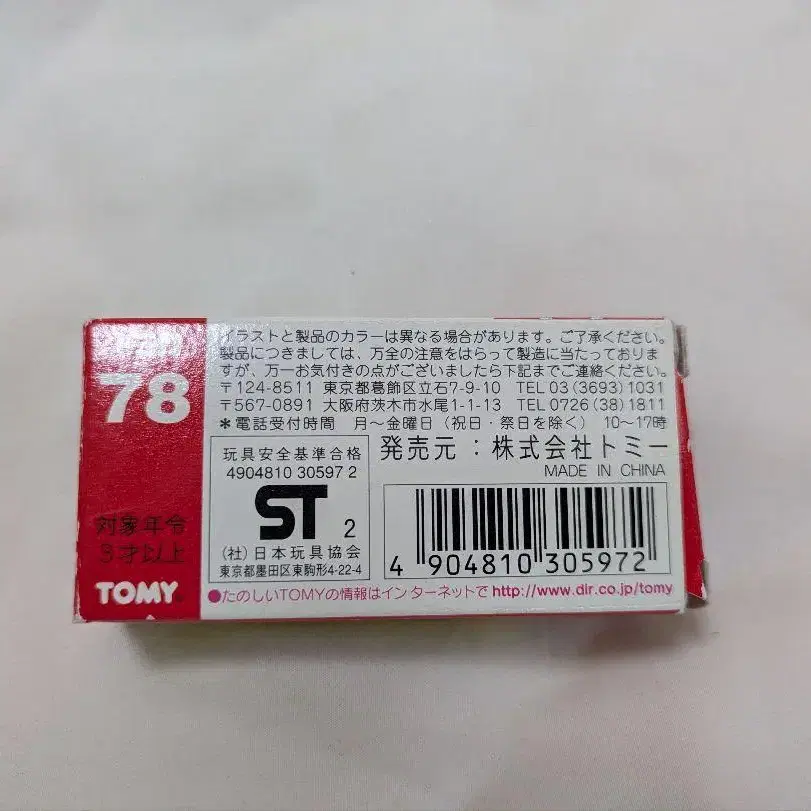 78
対象年令
3才以上
TOMY
イラストと製品のカラーは異なる場合があります。ご了承ください。
製品につきましては、万全の注意をはらって製造に当たっておりま
すが、万一お気付きの点がございましたら下記までご連絡ください。
〒124-8511 東京都葛飾区立石7-9-10 TEL 03 (3693) 1031
〒567-0891 大阪府茨木市水尾1-1-13 TEL 0726 (38) 1811
*電話受付時間 月～金曜日 (祝日・祭日を除く) 10～17時
玩具安全基準合格
4904810 30597 2
ST 2
(社)日本玩具協会
東京都墨田区東駒形4-22-4
発売元:株式会社トミー
MADE IN CHINA
4 904810 305972
●たのしいTOMYの情報はインターネットで http://www.dir.co.jp/tomy